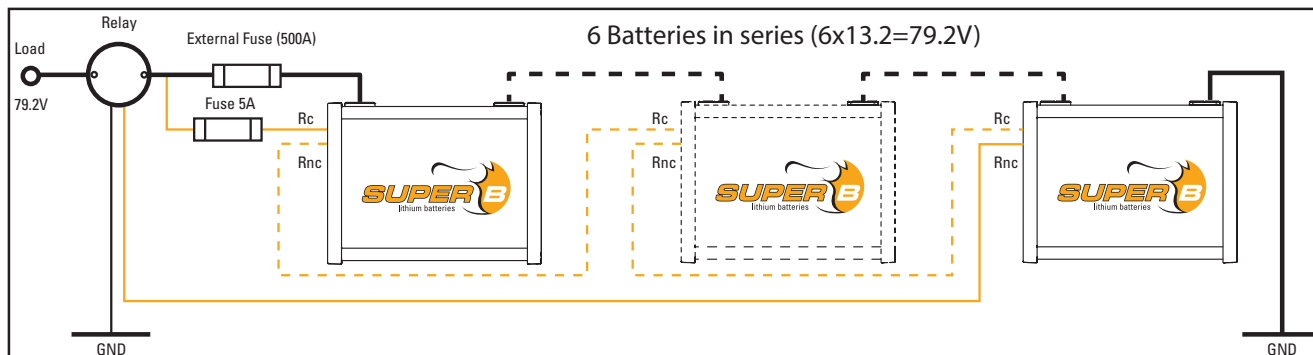 Relay
6 Batteries in series (6x13.2=79.2V)
Load
External Fuse (500A)
79.2V
Fuse 5A
Rc
Rnc
SUPER B
lithium batteries
Rc
Rnc
SUPER B
lithium batteries
Rc
Rnc
SUPER B
lithium batteries
GND
GND